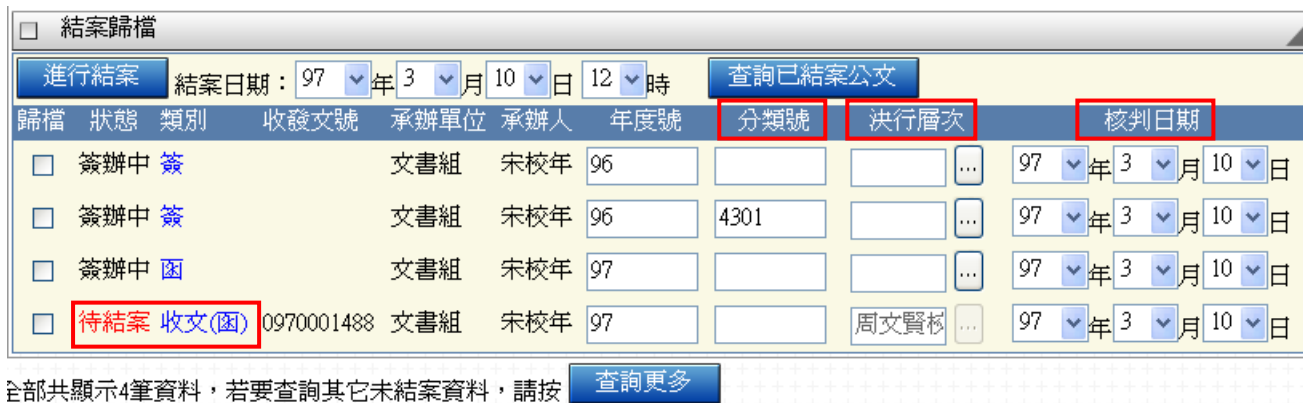 結案歸檔
進行結案 結案日期：97 年 3 月 10 日 12 時 查詢已結案公文
歸檔 狀態 類別 收發文號 承辦單位 承辦人 年度號 分類號 決行層次 核判日期
簽辦中 簽 文書組 宋校年 96 ... 97 年 3 月 10 日
簽辦中 簽 文書組 宋校年 96 4301 ... 97 年 3 月 10 日
簽辦中 函 文書組 宋校年 97 ... 97 年 3 月 10 日
待結案 收文(函) 0970001488 文書組 宋校年 97 周文賢核 ... 97 年 3 月 10 日
全部共顯示4筆資料，若要查詢其它未結案資料，請按 查詢更多